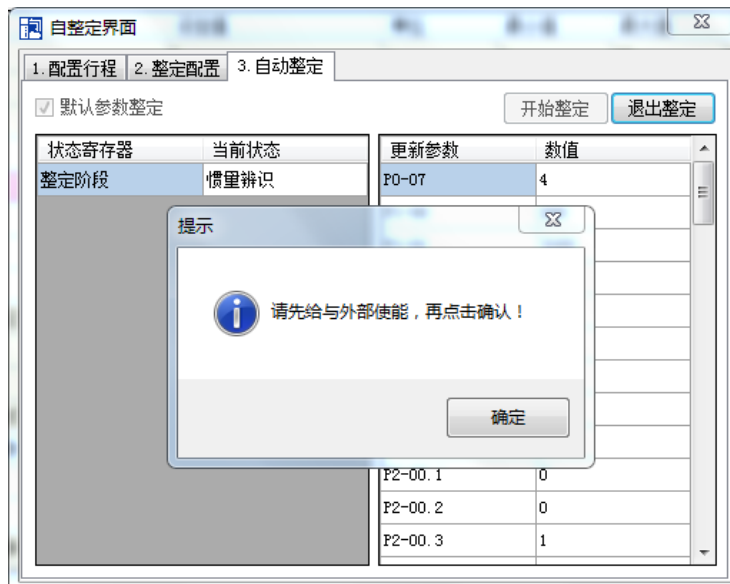 自整定界面
1.配置行程 2.整定配置 3.自动整定
默认参数整定
开始整定 退出整定
状态寄存器 当前状态
整定阶段 惯量辨识
更新参数 数值
P0-07 4
提示
请先给与外部使能，再点击确认！
确定
P2-00.1 0
P2-00.2 0
P2-00.3 1